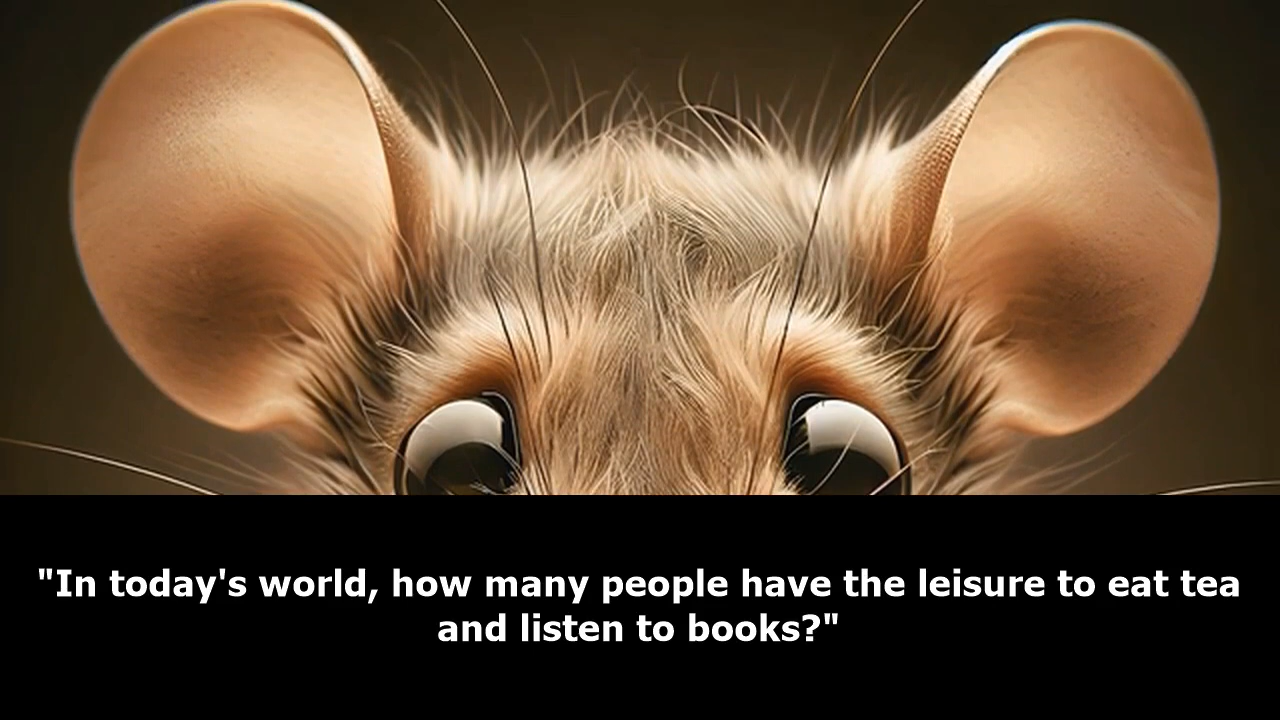 "In today's world, how many people have the leisure to eat tea
and listen to books?"